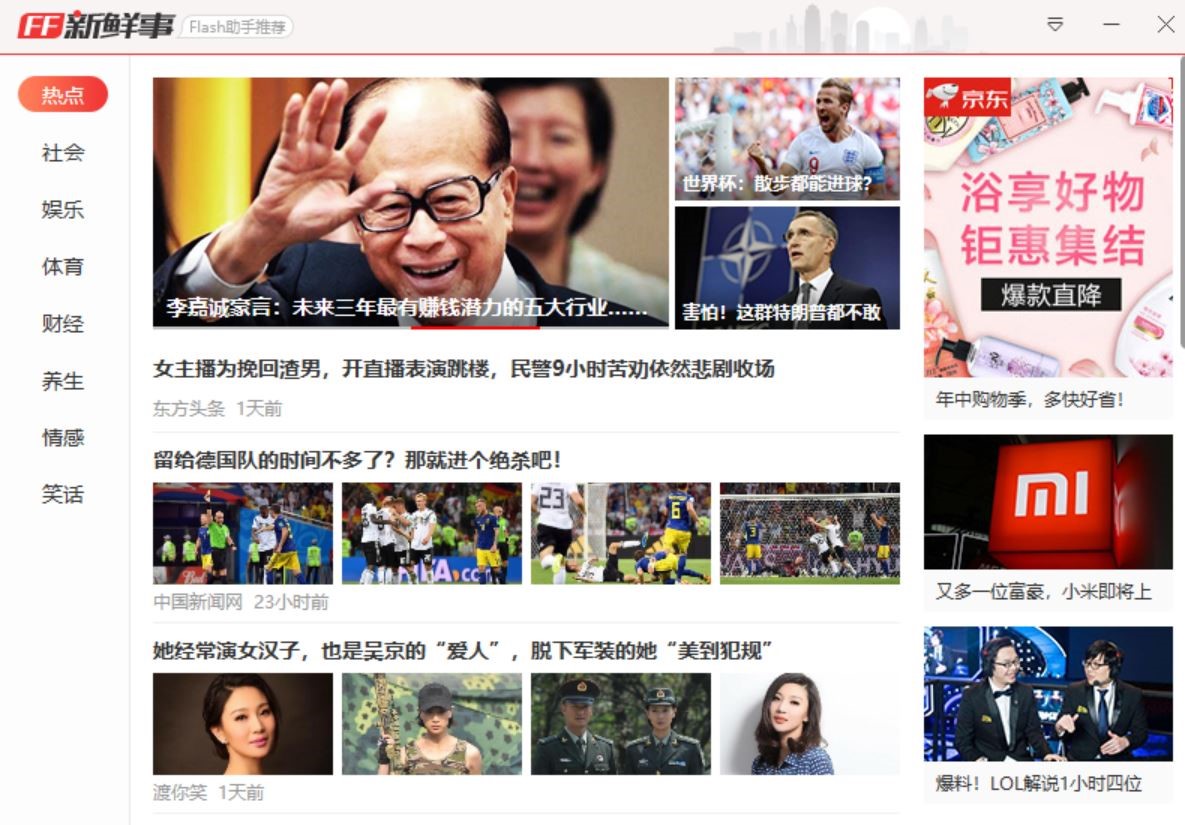 FF新鲜事
Flash助手推荐
热点
社会
娱乐
体育
财经
养生
情感
笑话
李嘉诚豪言：未来三年最有赚钱潜力的五大行业......
世界杯：散步都能进球？
害怕！这群特朗普都不敢
女主播为挽回渣男，开直播表演跳楼，民警9小时苦劝依然悲剧收场
东方头条 1天前
留给德国队的时间不多了？那就进个绝杀吧！
23
6
中国新闻网 23小时前
她经常演女汉子，也是吴京的“爱人”，脱下军装的她“美到犯规”
渡你笑 1天前
京东
浴享好物
钜惠集结
爆款直降
年中购物季，多快好省！
mi
又多一位富豪，小米即将上
爆料！LOL解说1小时四位